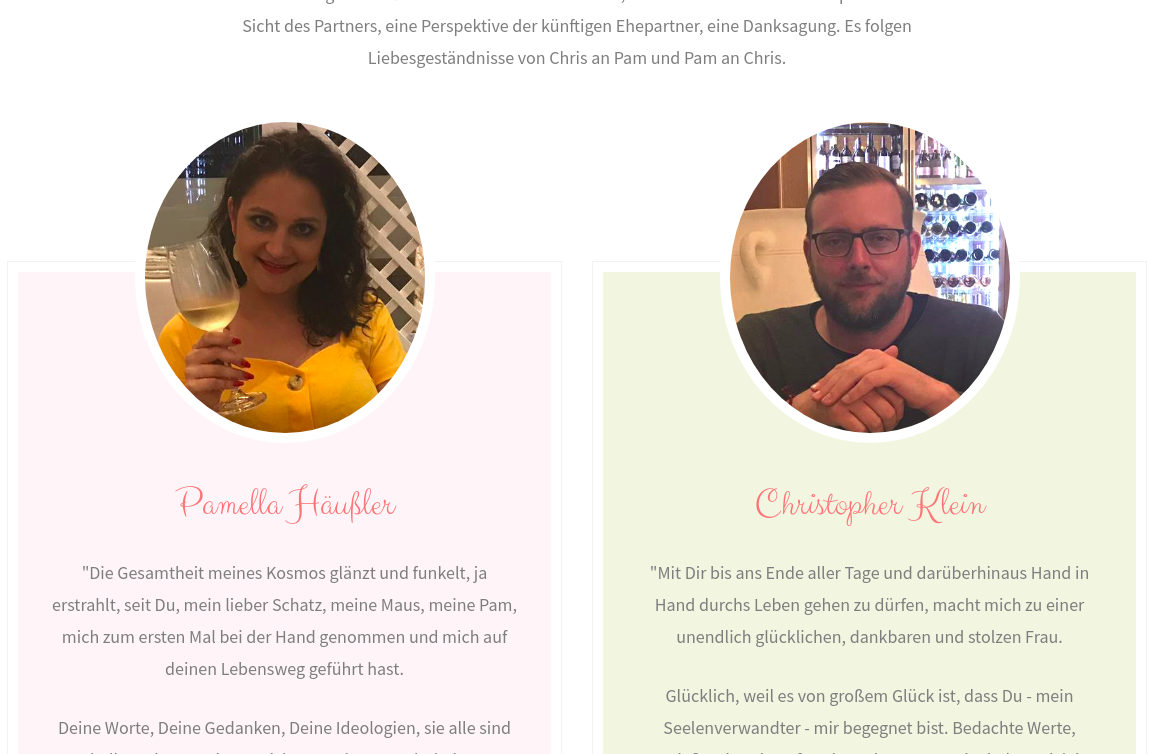 Sicht des Partners, eine Perspektive der künftigen Ehepartner, eine Danksagung. Es folgen
Liebesgeständnisse von Chris an Pam und Pam an Chris.
Pamella Häußler
"Die Gesamtheit meines Kosmos glänzt und funkelt, ja
erstrahlt, seit Du, mein lieber Schatz, meine Maus, meine Pam,
mich zum ersten Mal bei der Hand genommen und mich auf
deinen Lebensweg geführt hast.
Deine Worte, Deine Gedanken, Deine Ideologien, sie alle sind
Christopher Klein
"Mit Dir bis ans Ende aller Tage und darüberhinaus Hand in
Hand durchs Leben gehen zu dürfen, macht mich zu einer
unendlich glücklichen, dankbaren und stolzen Frau.
Glücklich, weil es von großem Glück ist, dass Du - mein
Seelenverwandter - mir begegnet bist. Bedachte Werte,